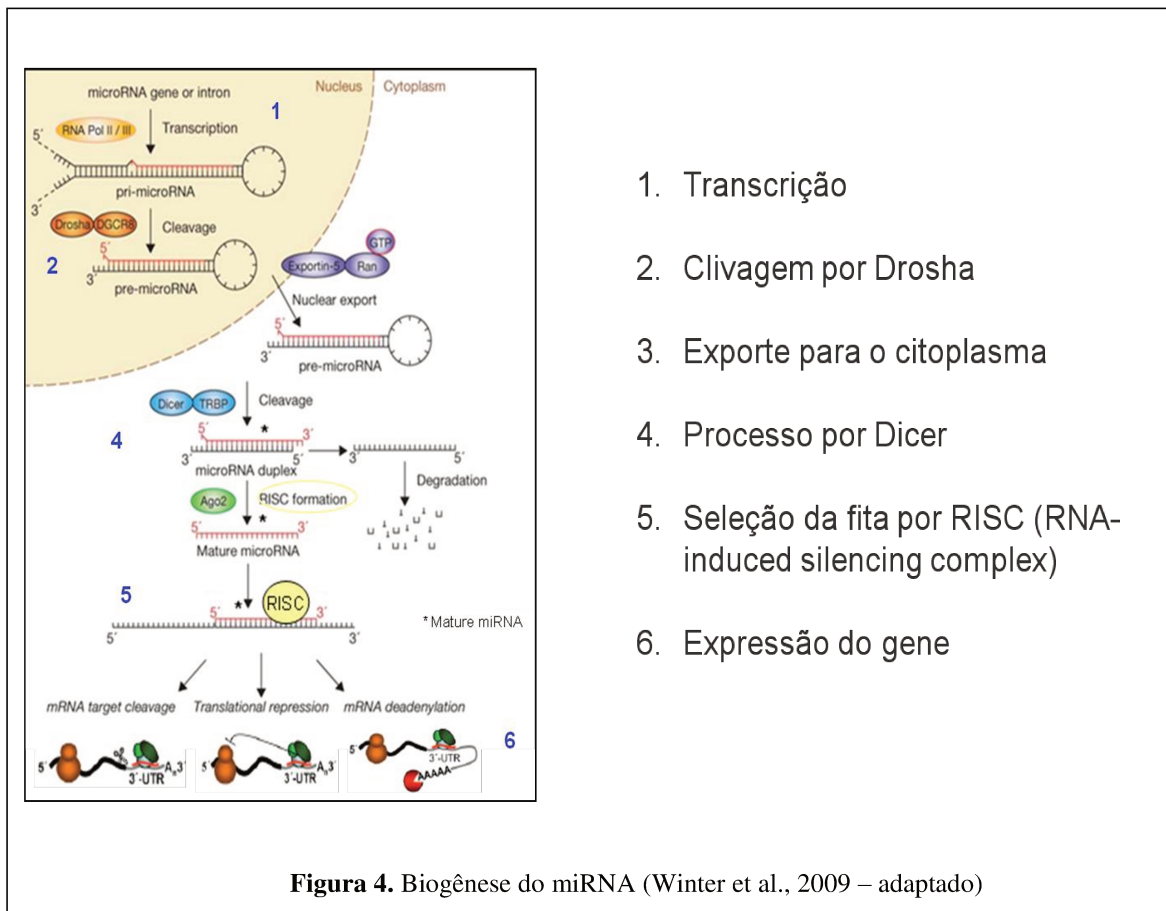 microRNA gene or intron
Nucleus
Cytoplasm
1
RNA Pol II / III
Transcription
5´
3´
pri-microRNA
Drosha
DGCR8
Cleavage
2
5´
3´
pre-microRNA
GTP
Exportin-5
Ran
Nuclear export
5´
3´
pre-microRNA
Dicer
TRBP
Cleavage
4
5´
*
3´
3´
5´
3´
5´
microRNA duplex
Degradation
Ago2
RISC formation
*
5´
3´
Mature microRNA
5
5´
*
RISC
3´
5´
3´
* Mature miRNA
mRNA target cleavage
Translational repression
mRNA deadenylation
6
5´
3´-UTR
An3´
5´
3´-UTR
An3´
5´
3´-UTR
AAAAA
1. Transcrição
2. Clivagem por Drosha
3. Exporte para o citoplasma
4. Processo por Dicer
5. Seleção da fita por RISC (RNA-
induced silencing complex)
6. Expressão do gene
Figura 4. Biogênese do miRNA (Winter et al., 2009 – adaptado)